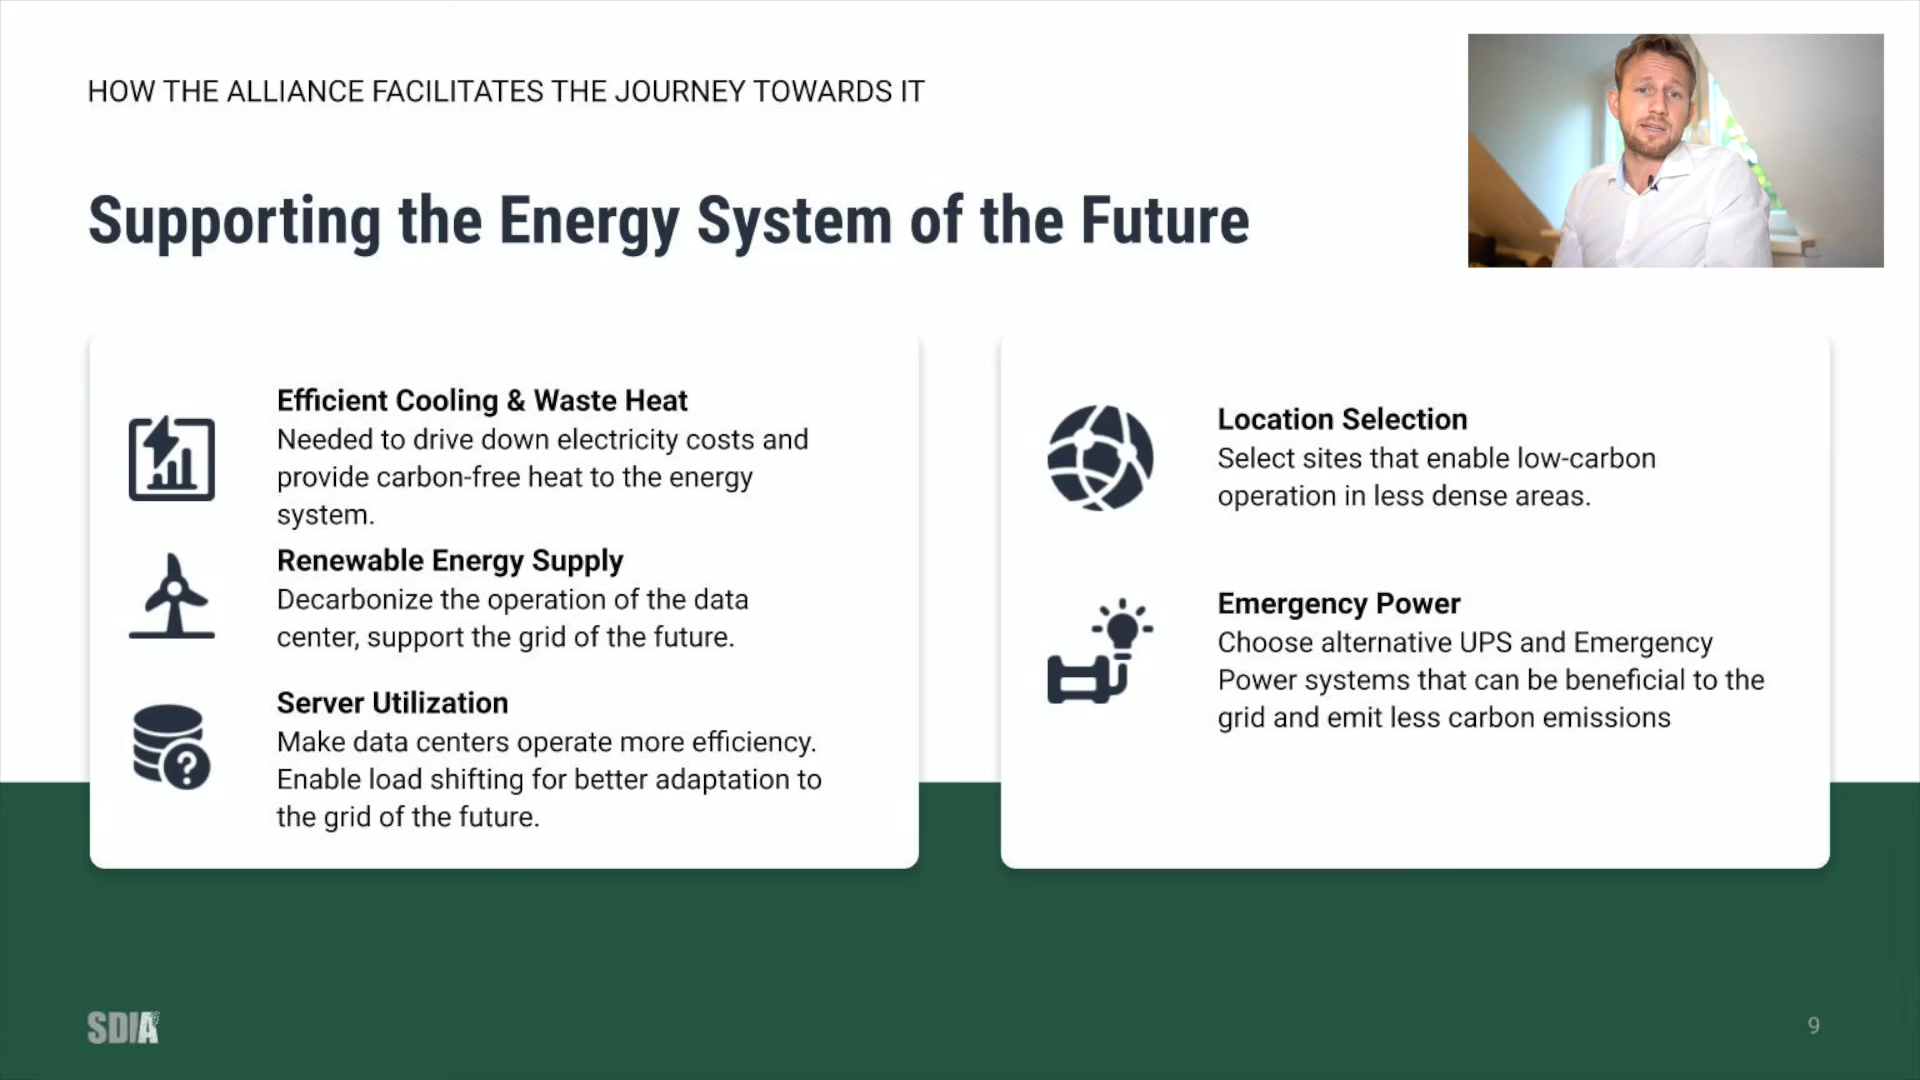 HOW THE ALLIANCE FACILITATES THE JOURNEY TOWARDS IT
Supporting the Energy System of the Future
Efficient Cooling & Waste Heat
Needed to drive down electricity costs and
provide carbon-free heat to the energy
system.
Renewable Energy Supply
Decarbonize the operation of the data
center, support the grid of the future.
Server Utilization
Make data centers operate more efficiency.
Enable load shifting for better adaptation to
the grid of the future.
Location Selection
Select sites that enable low-carbon
operation in less dense areas.
Emergency Power
Choose alternative UPS and Emergency
Power systems that can be beneficial to the
grid and emit less carbon emissions
SDIA
9